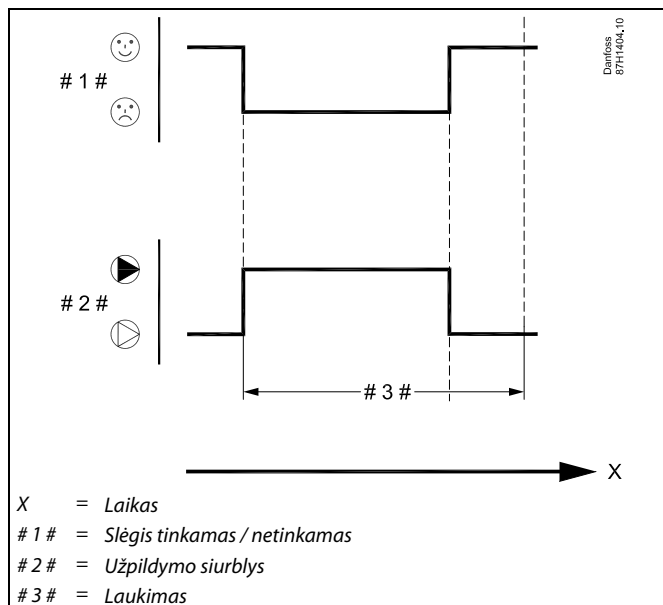 Danfoss
87H1404.10
# 1 #
# 2 #
# 3 #
X
X = Laikas
# 1 # = Slėgis tinkamas / netinkamas
# 2 # = Užpildymo siurblys
# 3 # = Laukimas